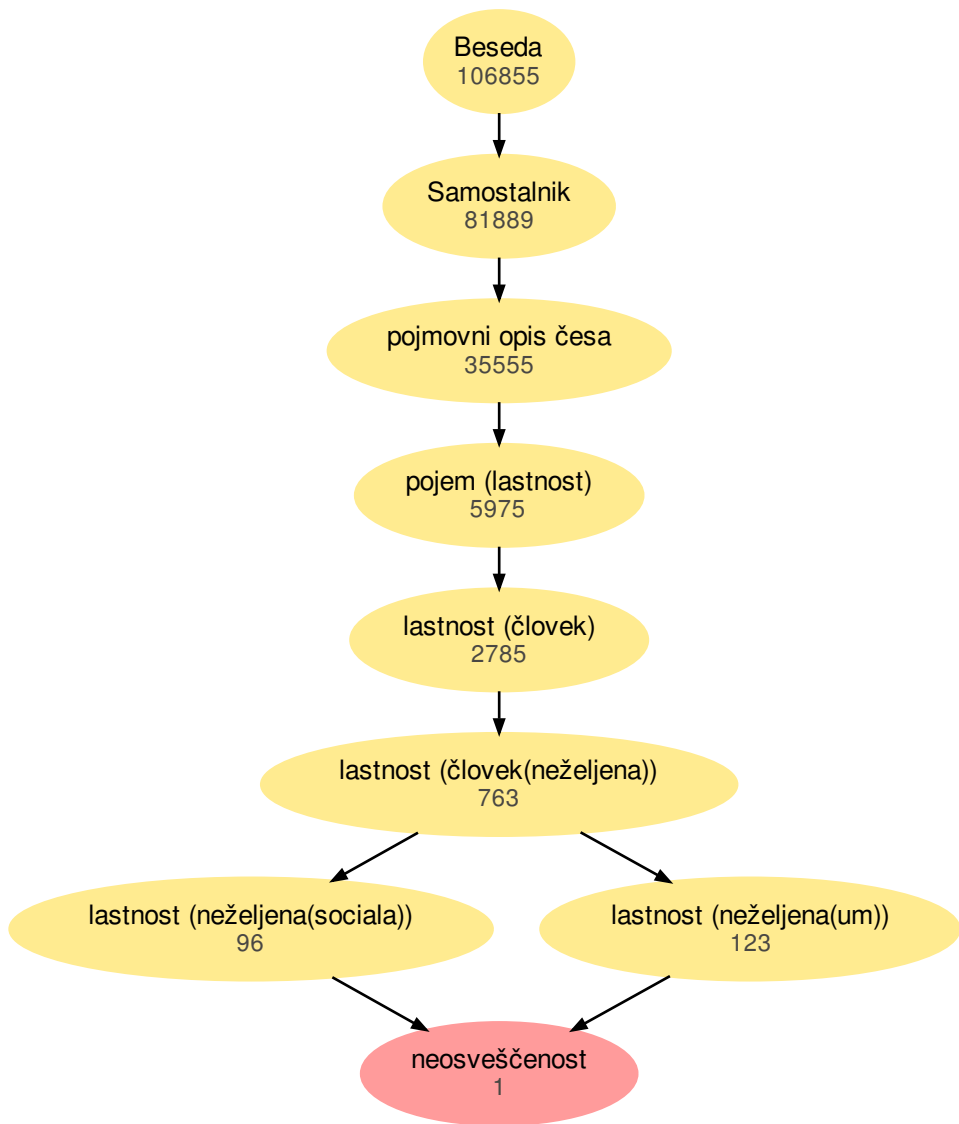 Beseda
106855
Samostalnik
81889
pojmovni opis česa
35555
pojem (lastnost)
5975
lastnost (človek)
2785
lastnost (človek(neželjena))
763
lastnost (neželjena(sociala))
96
lastnost (neželjena(um))
123
neosveščenost
1